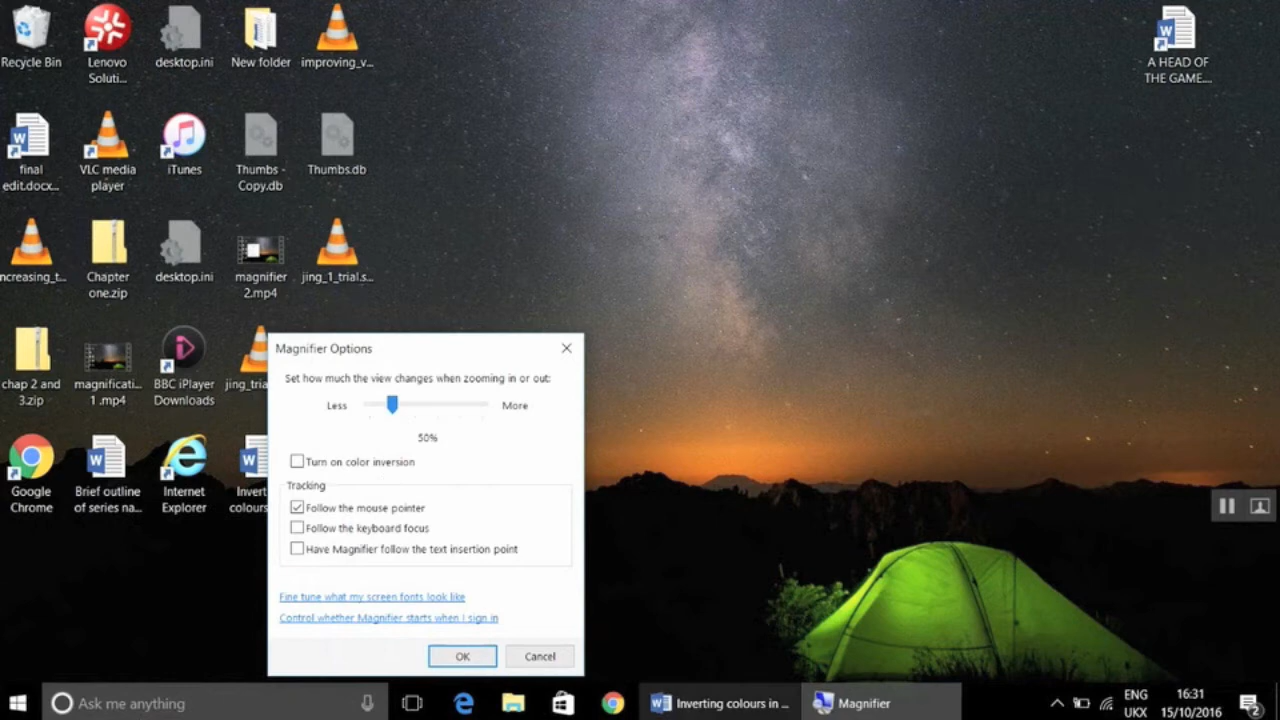 Recycle Bin
Lenovo
Soluti...
desktop.ini
New folder
improving_v...
A HEAD OF
THE GAME....
final
edit.docx...
VLC media
player
iTunes
Thumbs -
Copy.db
Thumbs.db
ncreasing_t...
Chapter
one.zip
desktop.ini
magnifier
2.mp4
jing_1_trial.s...
chap 2 and
3.zip
magnificati...
1 .mp4
BBC iPlayer
Downloads
jing_tria
Google
Chrome
Brief outline
of series na...
Internet
Explorer
Invert
colours
Magnifier Options
Set how much the view changes when zooming in or out:
Less
More
50%
Turn on color inversion
Tracking
Follow the mouse pointer
Follow the keyboard focus
Have Magnifier follow the text insertion point
Fine tune what my screen fonts look like
Control whether Magnifier starts when I sign in
OK
Cancel
Ask me anything
Inverting colours in ...
Magnifier
ENG
UKX
16:31
15/10/2016
2